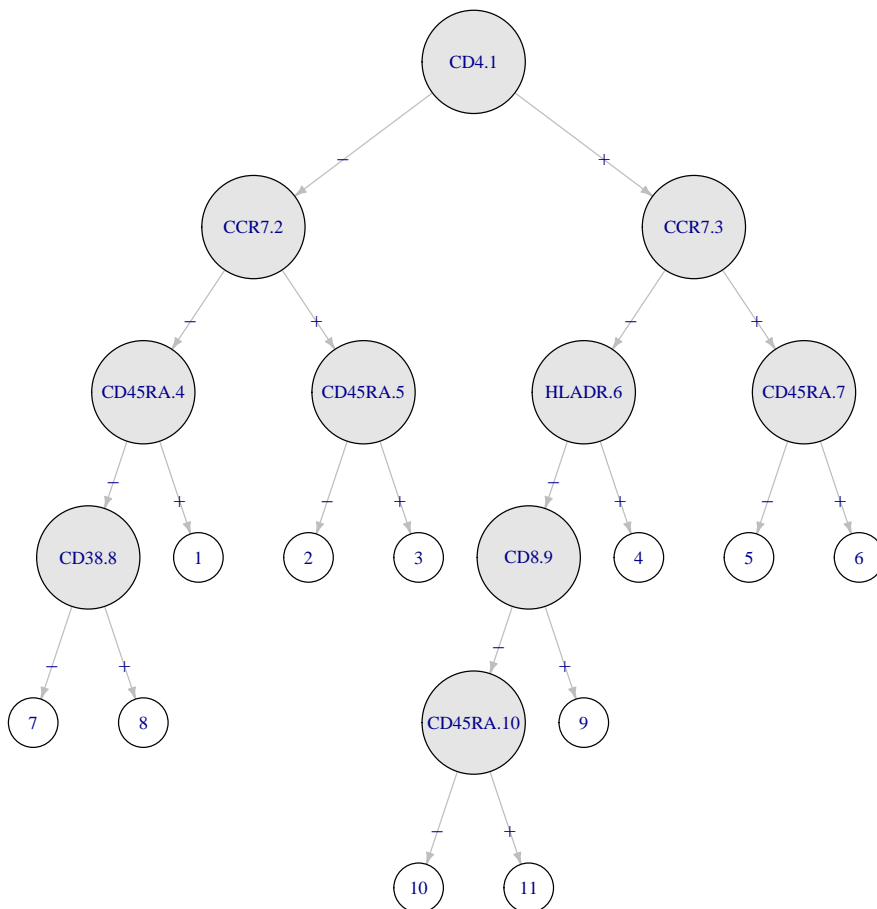 CD4.1
− +
CCR7.2 CCR7.3
− + − +
CD45RA.4 CD45RA.5 HLADR.6 CD45RA.7
− + − + − + − +
CD38.8 1 2 3 CD8.9 4 5 6
− + − +
7 8 CD45RA.10 9
− +
10 11